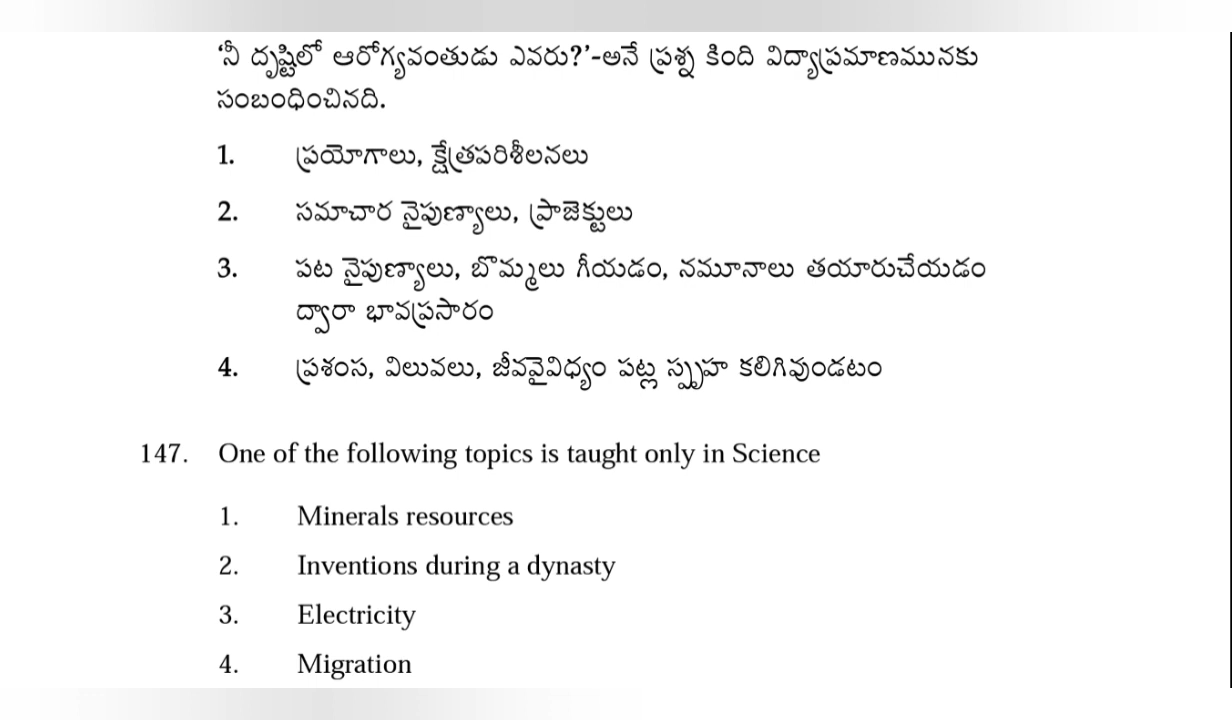 ‘నీ దృష్టిలో ఆరోగ్యవంతుడు ఎవరు?’-అనే ప్రశ్న కింది విద్యాప్రమాణమునకు
సంబంధించినది.
1. ప్రయోగాలు, క్షేత్రపరిశీలనలు
2. సమాచార నైపుణ్యాలు, ప్రాజెక్టులు
3. పట నైపుణ్యాలు, బొమ్మలు గీయడం, నమూనాలు తయారుచేయడం
ద్వారా భావప్రసారం
4. ప్రశంస, విలువలు, జీవవైవిధ్యం పట్ల స్పృహ కలిగివుండటం
147. One of the following topics is taught only in Science
1. Minerals resources
2. Inventions during a dynasty
3. Electricity
4. Migration